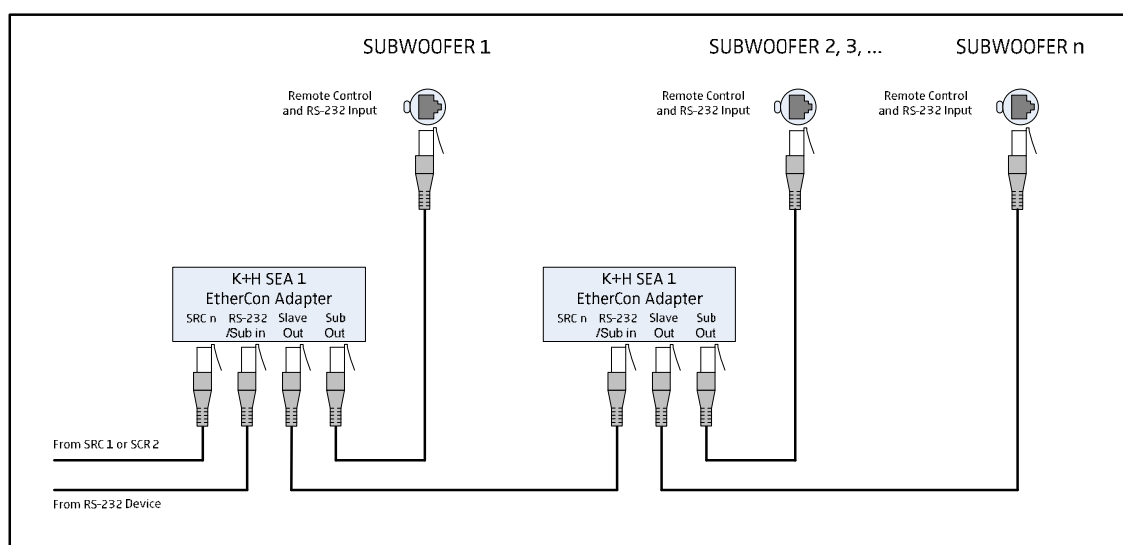 SUBWOOFER 1
SUBWOOFER 2, 3, ...
SUBWOOFER n
Remote Control
and RS-232 Input
Remote Control
and RS-232 Input
Remote Control
and RS-232 Input
K+H SEA 1
EtherCon Adapter
SRC n RS-232 Slave Sub
/Sub in Out Out
K+H SEA 1
EtherCon Adapter
SRC n RS-232 Slave Sub
/Sub in Out Out
From SRC 1 or SCR 2
From RS-232 Device